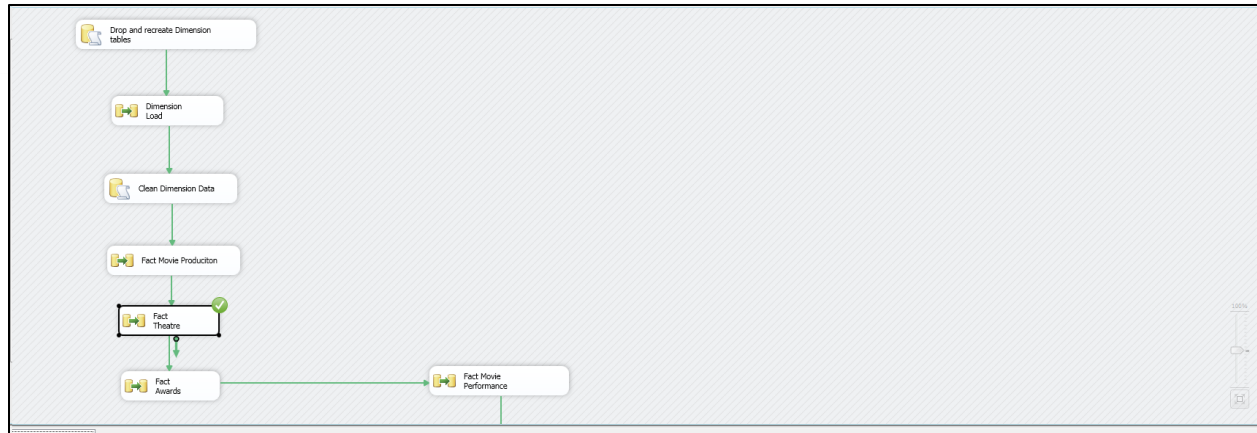 Drop and recreate Dimension
tables
Dimension
Load
Clean Dimension Data
Fact Movie Produciton
Fact
Theatre
Fact
Awards
Fact Movie
Performance
100%